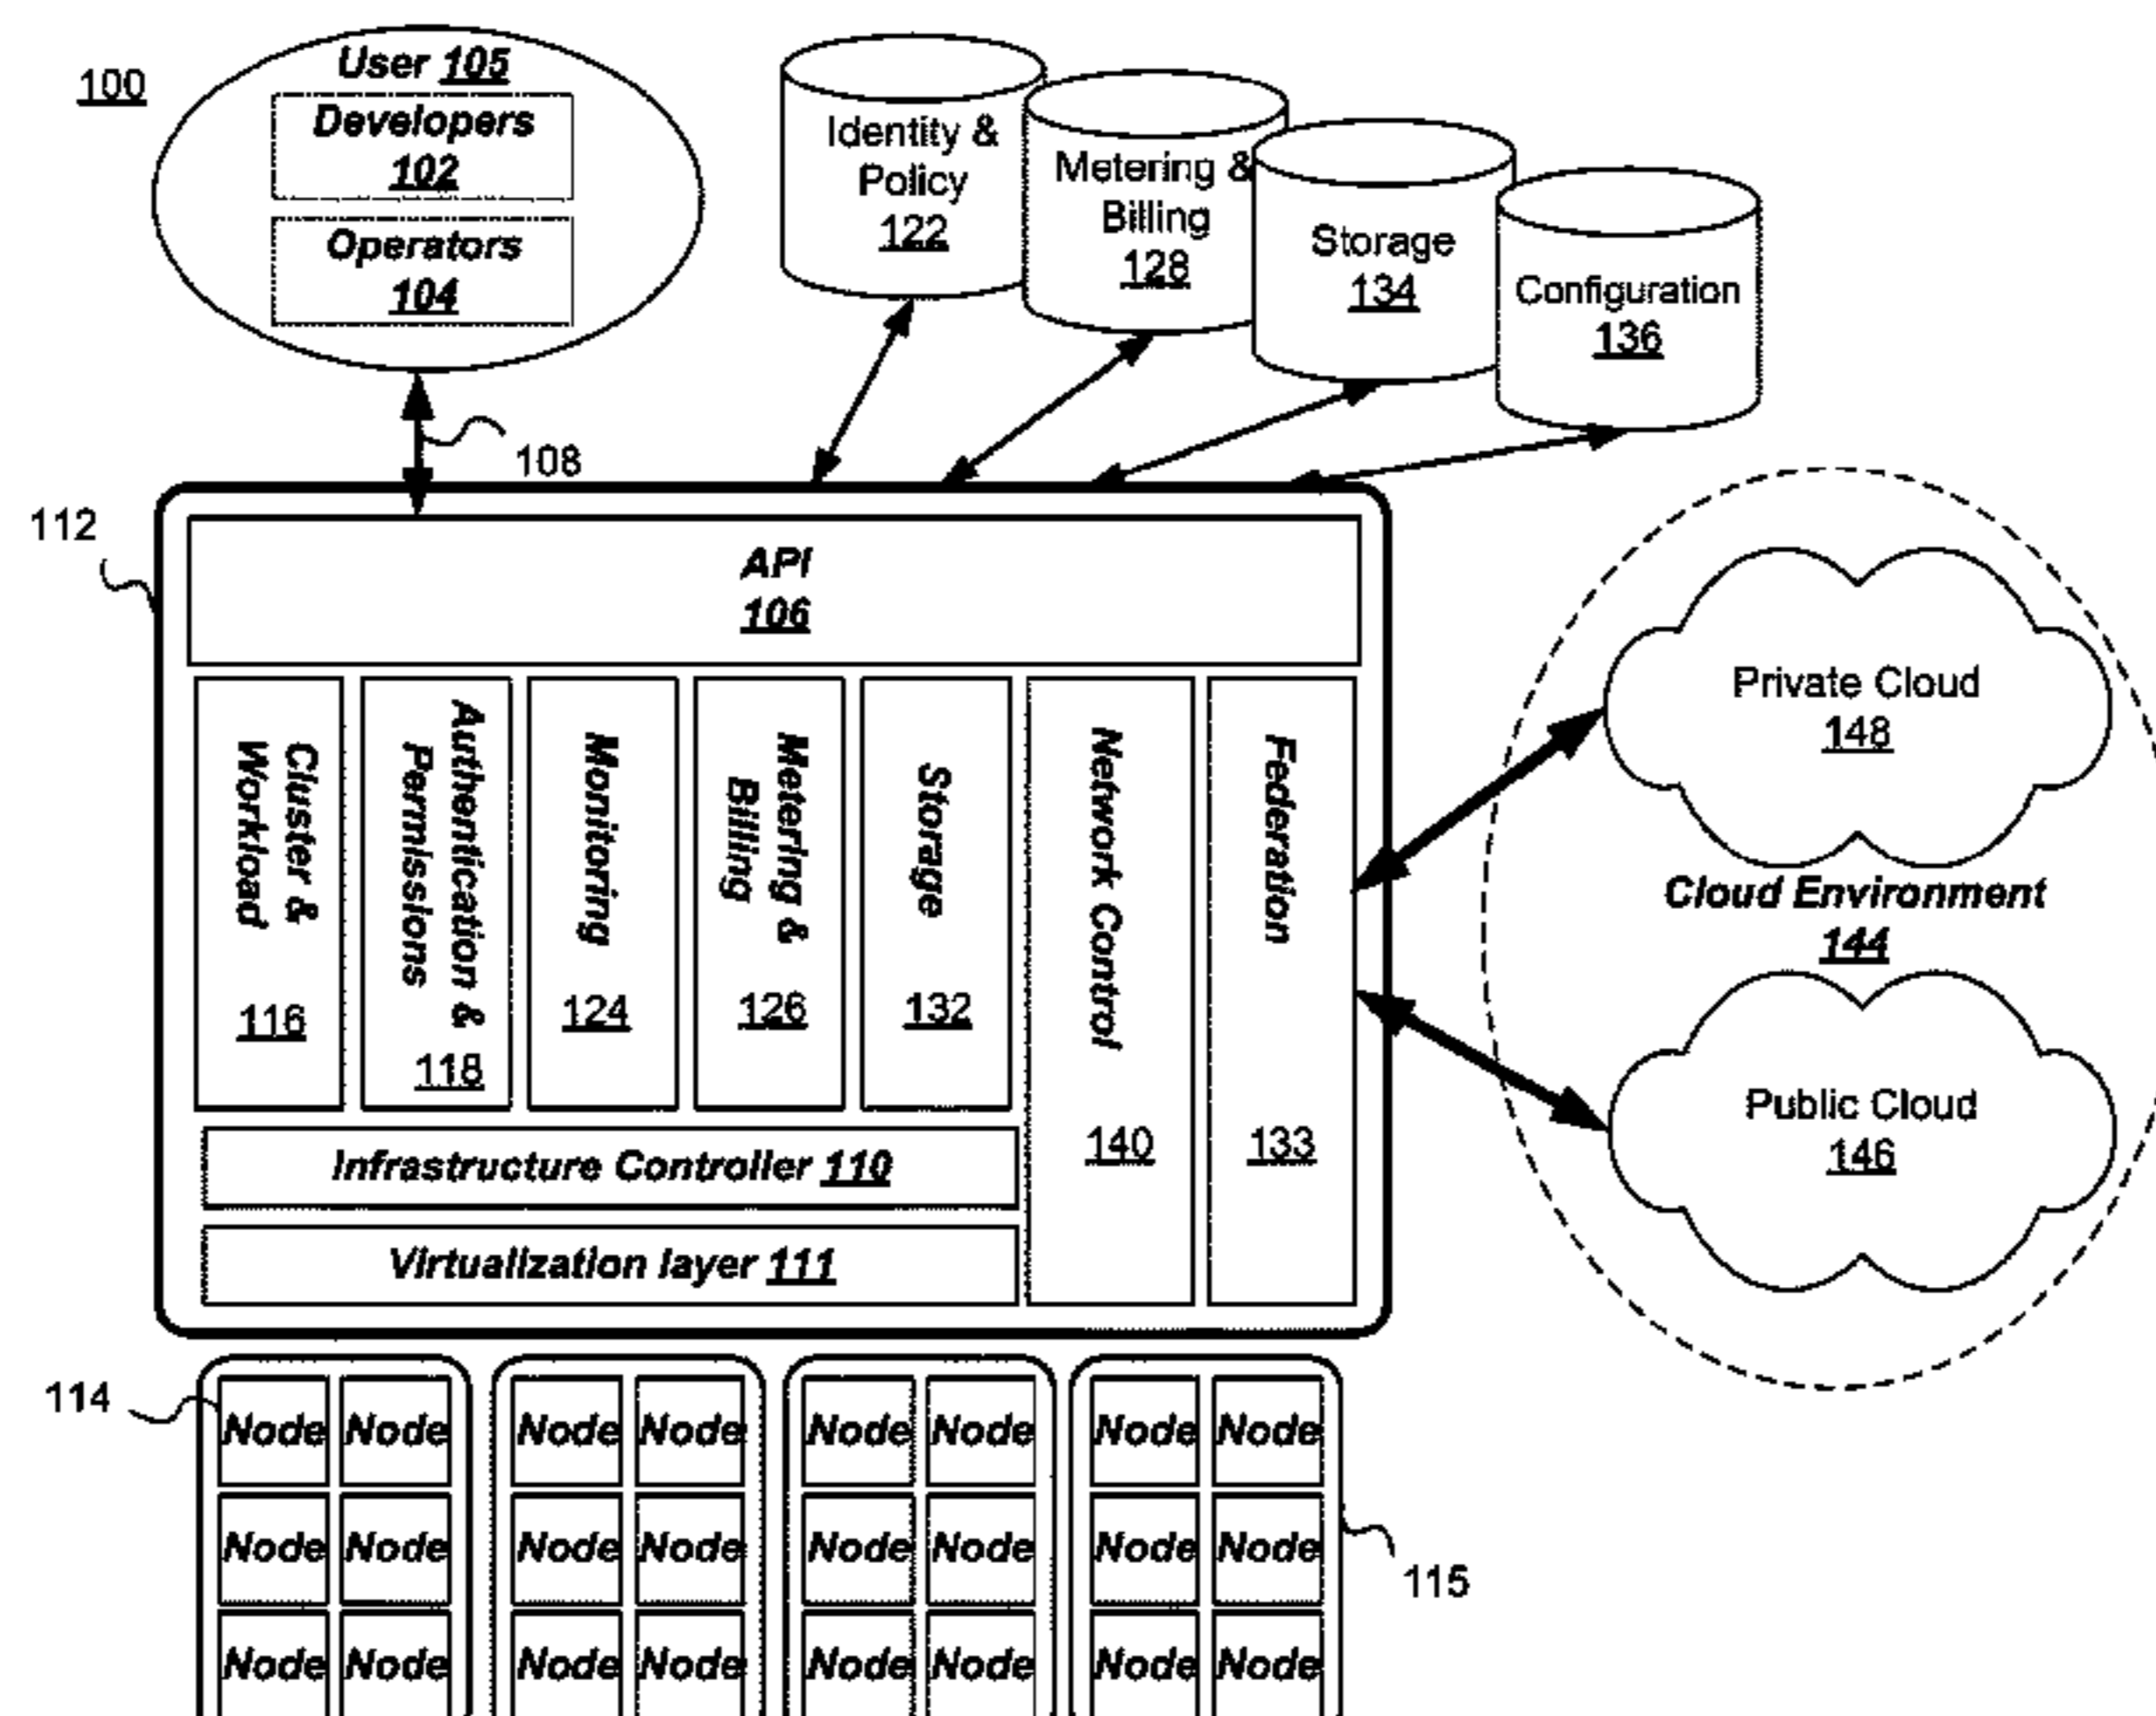 100
User 105
Developers
102
Operators
104
108
Identity &
Policy
122
Metering &
Billing
128
Storage
134
Configuration
136
112
API
106
Cluster &
Workload
116
Authentication &
Permissions
118
Monitoring
124
Metering &
Billing
126
Storage
132
Network Control
140
Federation
133
Infrastructure Controller 110
Virtualization layer 111
Private Cloud
148
Cloud Environment
144
Public Cloud
146
114
Node Node Node Node Node Node Node Node
Node Node Node Node Node Node Node Node
115
Node Node Node Node Node Node Node Node